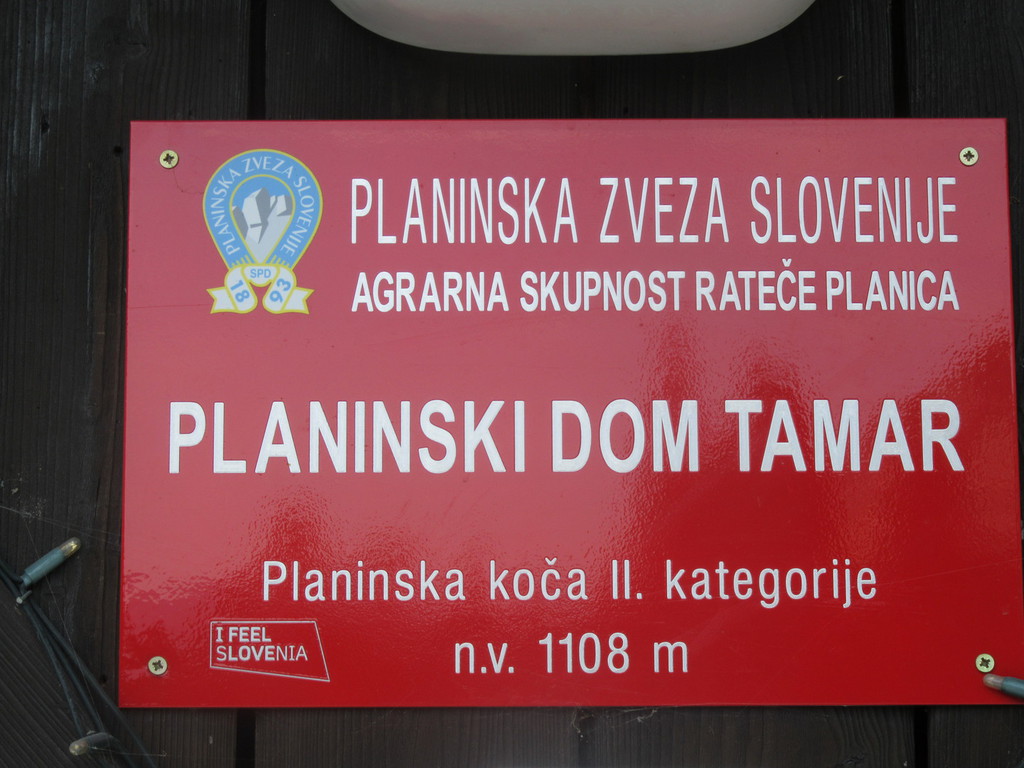 PLANINSKA ZVEZA SLOVENIJE
SPD
18 93
PLANINSKA ZVEZA SLOVENIJE
AGRARNA SKUPNOST RATEČE PLANICA
PLANINSKI DOM TAMAR
Planinska koča II. kategorije
n.v. 1108 m
I FEEL
SLOVENIA